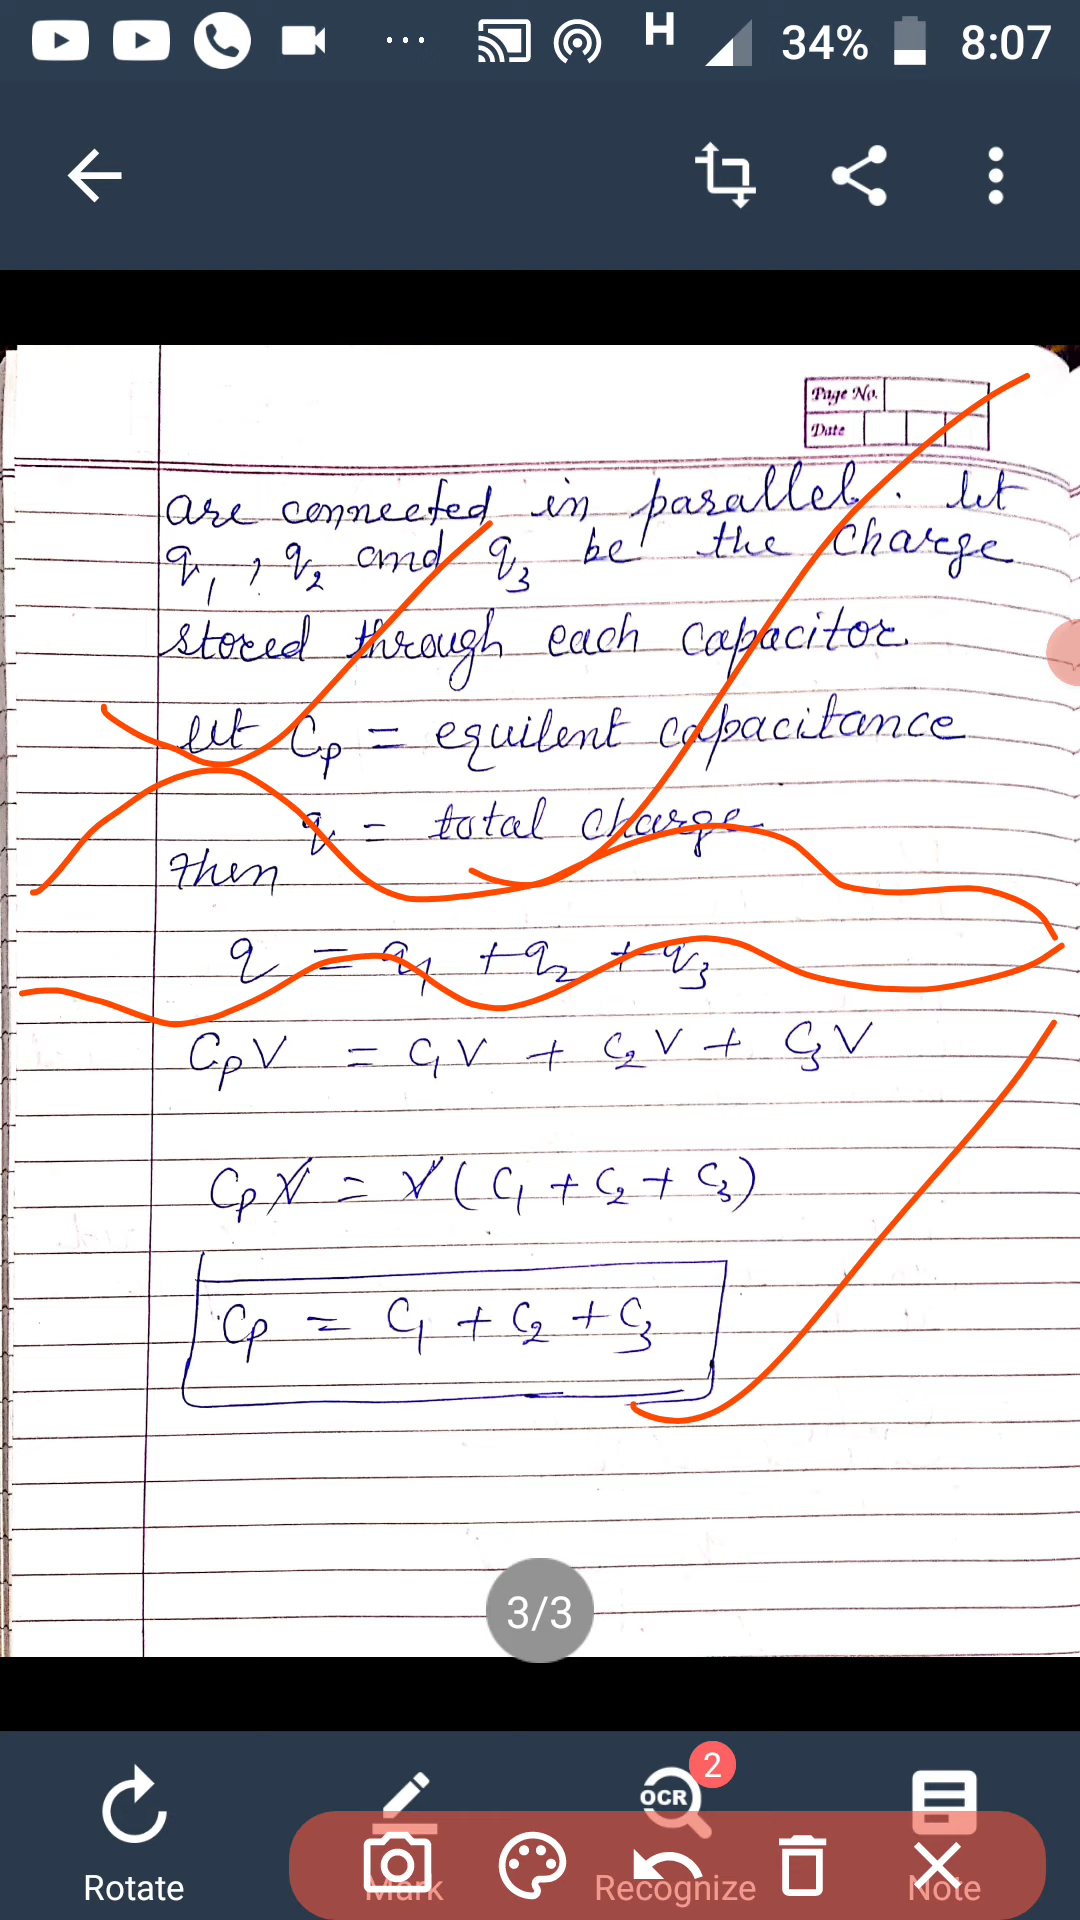 H 34% 8:07
Page No.
Date
are connected in parallel. let
q1, q2 and q3 be the charge
stored through each capacitor.
let Cp = equilent capacitance
q = total charge
then
q = q1 + q2 + q3
CpV = C1V + C2V + C3V
CpV = V(C1 + C2 + C3)
Cp = C1 + C2 + C3
3/3
2
OCR
Rotate Mark Recognize Note